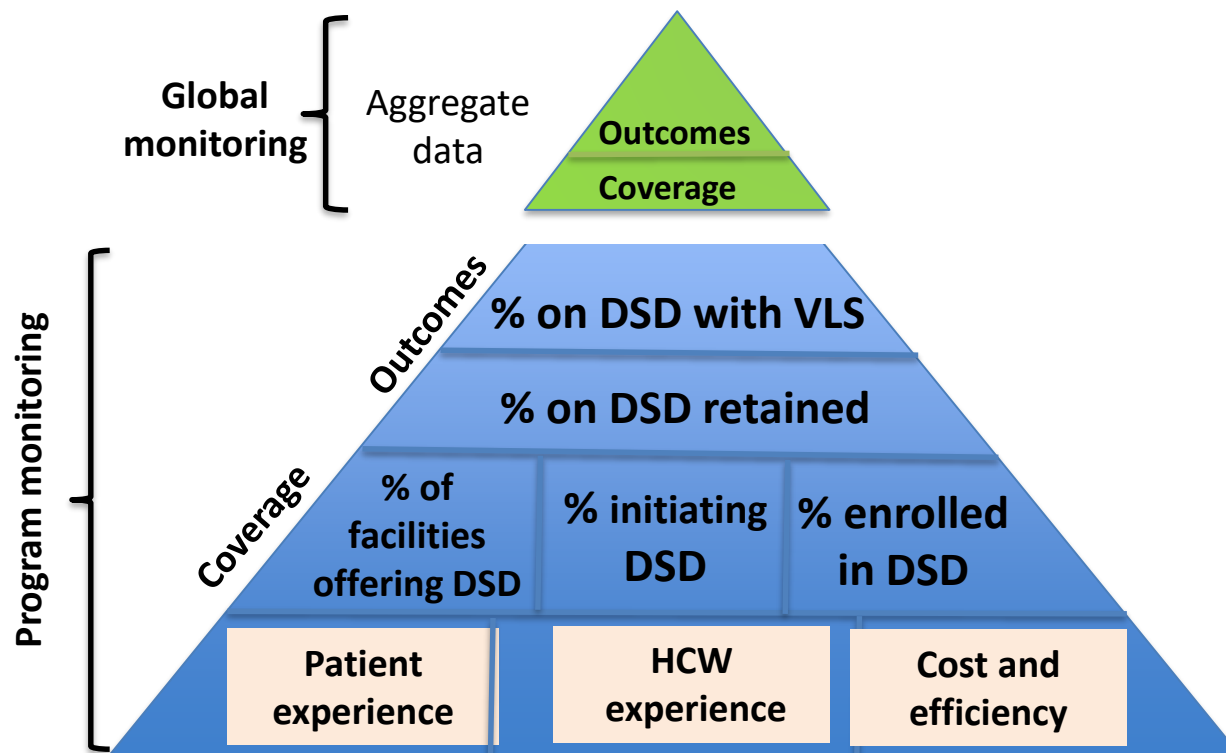 Global
monitoring
Aggregate
data
Outcomes
Coverage
Program monitoring
Outcomes
Coverage
% on DSD with VLS
% on DSD retained
% of
facilities
offering DSD
% initiating
DSD
% enrolled
in DSD
Patient
experience
HCW
experience
Cost and
efficiency